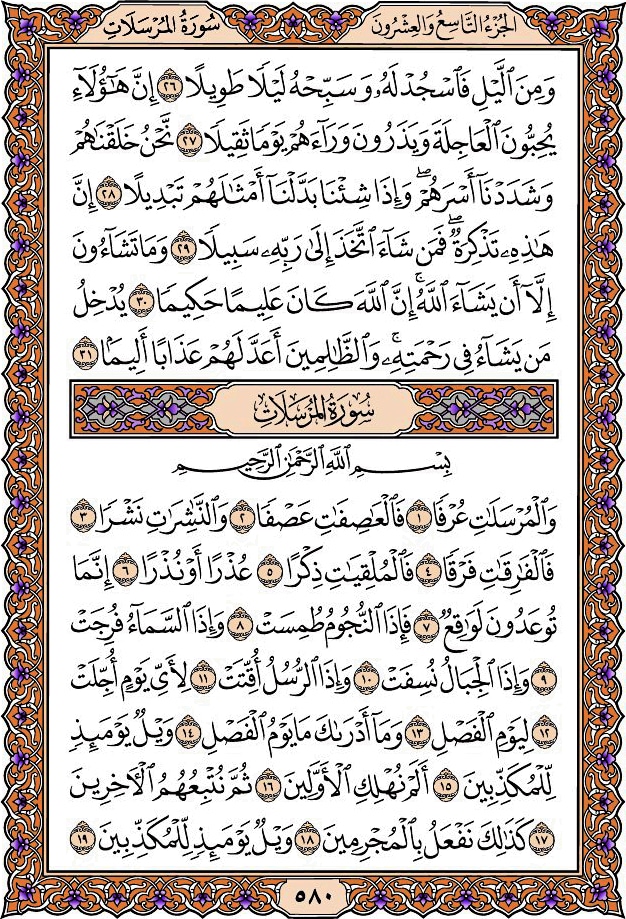 الجُزْءُ التَّاسِعُ وَالعِشْرُونَ
سُورَةُ المُرْسَلَاتِ
وَمِنَ ٱلَّيْلِ فَٱسْجُدْ لَهُۥ وَسَبِّحْهُ لَيْلًا طَوِيلًا ٢٦ إِنَّ هَٰٓؤُلَآءِ
يُحِبُّونَ ٱلْعَاجِلَةَ وَيَذَرُونَ وَرَآءَهُمْ يَوْمًا ثَقِيلًا ٢٧ نَّحْنُ خَلَقْنَٰهُمْ
وَشَدَدْنَآ أَسْرَهُمْ ۖ وَإِذَا شِئْنَا بَدَّلْنَآ أَمْثَٰلَهُمْ تَبْدِيلًا ٢٨ إِنَّ
هَٰذِهِۦ تَذْكِرَةٌ ۖ فَمَن شَآءَ ٱتَّخَذَ إِلَىٰ رَبِّهِۦ سَبِيلًا ٢٩ وَمَا تَشَآءُونَ
إِلَّآ أَن يَشَآءَ ٱللَّهُ ۚ إِنَّ ٱللَّهَ كَانَ عَلِيمًا حَكِيمًا ٣٠ يُدْخِلُ
مَن يَشَآءُ فِى رَحْمَتِهِۦ ۚ وَٱلظَّٰلِمِينَ أَعَدَّ لَهُمْ عَذَابًا أَلِيمًۢا ٣١
سُورَةُ المُرْسَلَاتِ
بِسْمِ ٱللَّهِ ٱلرَّحْمَٰنِ ٱلرَّحِيمِ
وَٱلْمُرْسَلَٰتِ عُرْفًا ١ فَٱلْعَٰصِفَٰتِ عَصْفًا ٢ وَٱلنَّٰشِرَٰتِ نَشْرًا ٣
فَٱلْفَٰرِقَٰتِ فَرْقًا ٤ فَٱلْمُلْقِيَٰتِ ذِكْرًا ٥ عُذْرًا أَوْ نُذْرًا ٦ إِنَّمَا
تُوعَدُونَ لَوَٰقِعٌ ٧ فَإِذَا ٱلنُّجُومُ طُمِسَتْ ٨ وَإِذَا ٱلسَّمَآءُ فُرِجَتْ
٩ وَإِذَا ٱلْجِبَالُ نُسِفَتْ ١٠ وَإِذَا ٱلرُّسُلُ أُقِّتَتْ ١١ لِأَىِّ يَوْمٍ أُجِّلَتْ
١٢ لِيَوْمِ ٱلْفَصْلِ ١٣ وَمَآ أَدْرَىٰكَ مَا يَوْمُ ٱلْفَصْلِ ١٤ وَيْلٌ يَوْمَئِذٍ
لِّلْمُكَذِّبِينَ ١٥ أَلَمْ نُهْلِكِ ٱلْأَوَّلِينَ ١٦ ثُمَّ نُتْبِعُهُمُ ٱلْءَاخِرِينَ
١٧ كَذَٰلِكَ نَفْعَلُ بِٱلْمُجْرِمِينَ ١٨ وَيْلٌ يَوْمَئِذٍ لِّلْمُكَذِّبِينَ ١٩
٥٨٠